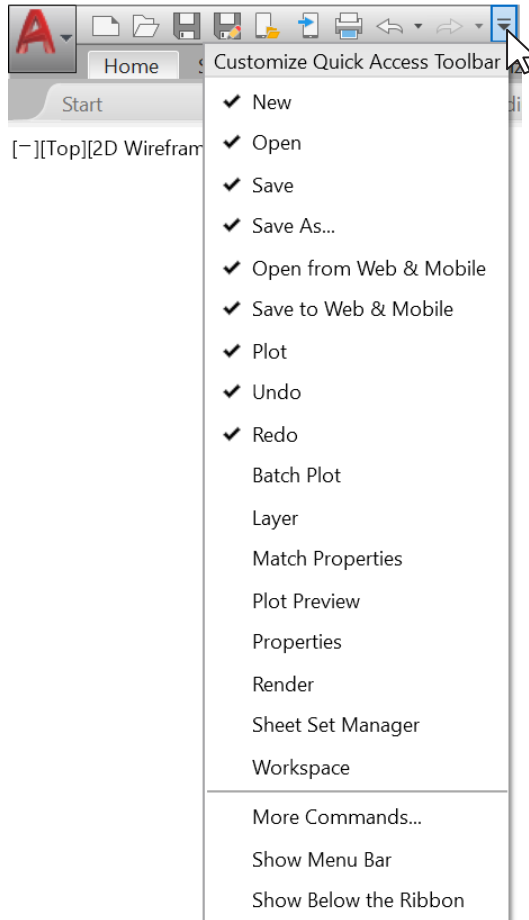 Home
Customize Quick Access Toolbar
Start
[−][Top][2D Wirefram
New
Open
Save
Save As...
Open from Web & Mobile
Save to Web & Mobile
Plot
Undo
Redo
Batch Plot
Layer
Match Properties
Plot Preview
Properties
Render
Sheet Set Manager
Workspace
More Commands...
Show Menu Bar
Show Below the Ribbon